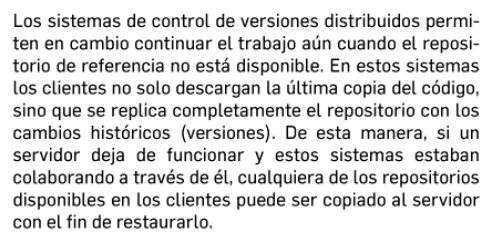 Los sistemas de control de versiones distribuidos permi-
ten en cambio continuar el trabajo aún cuando el reposi-
torio de referencia no está disponible. En estos sistemas
los clientes no solo descargan la última copia del código,
sino que se replica completamente el repositorio con los
cambios históricos (versiones). De esta manera, si un
servidor deja de funcionar y estos sistemas estaban
colaborando a través de él, cualquiera de los repositorios
disponibles en los clientes puede ser copiado al servidor
con el fin de restaurarlo.